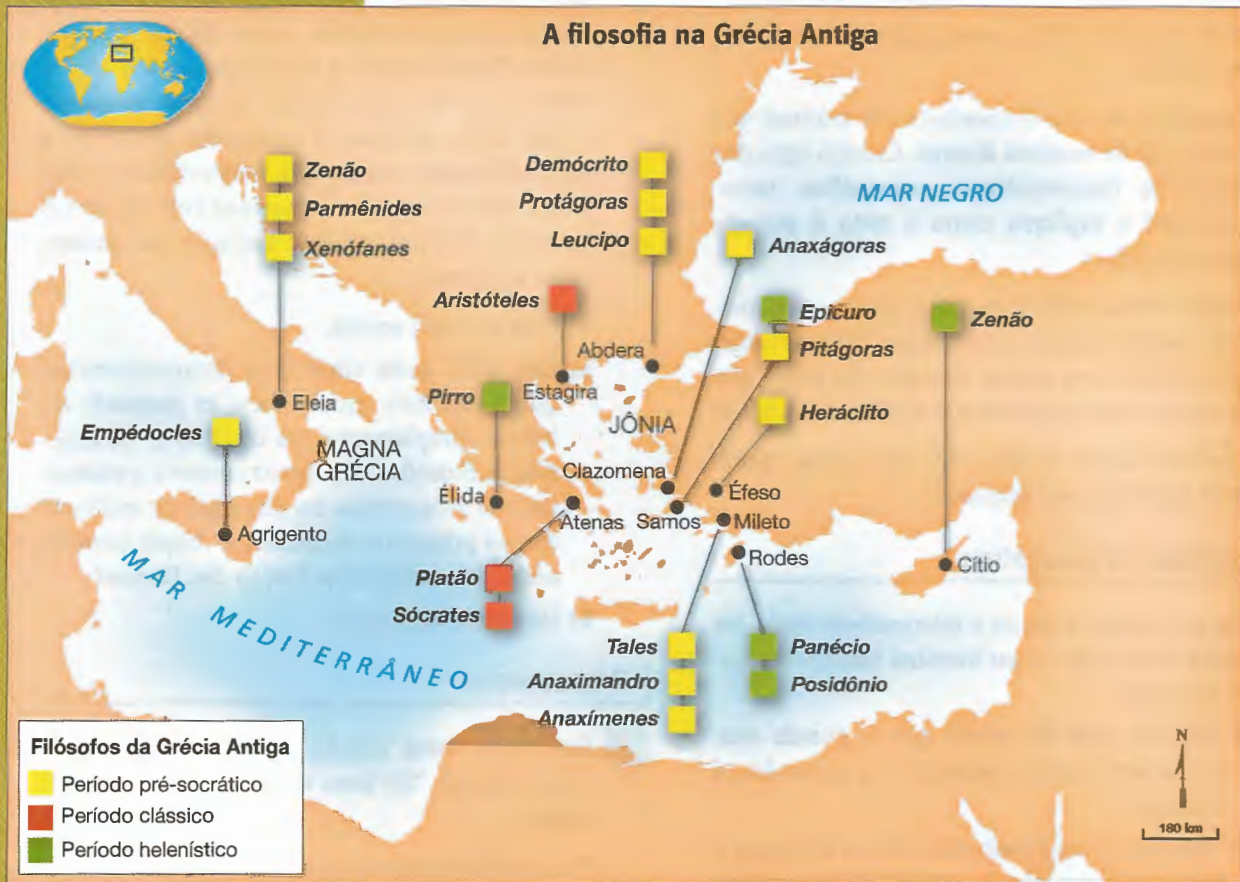 A filosofia na Grécia Antiga
Zenão
Parmênides
Xenófanes
Demócrito
Protágoras
Leucipo
MAR NEGRO
Anaxágoras
Aristóteles
Epicuro
Pitágoras
Zenão
Abdera
Estagira
Pirro
Eleia
JÔNIA
Heráclito
Empédocles
MAGNA
GRÉCIA
Clazomena
Élida
Éfeso
Atenas
Samos
Mileto
Agrigento
Rodes
Cítio
MAR MEDITERRÂNEO
Platão
Sócrates
Tales
Anaximandro
Anaxímenes
Panécio
Posidônio
Filósofos da Grécia Antiga
Período pré-socrático
Período clássico
Período helenístico
N
180 km